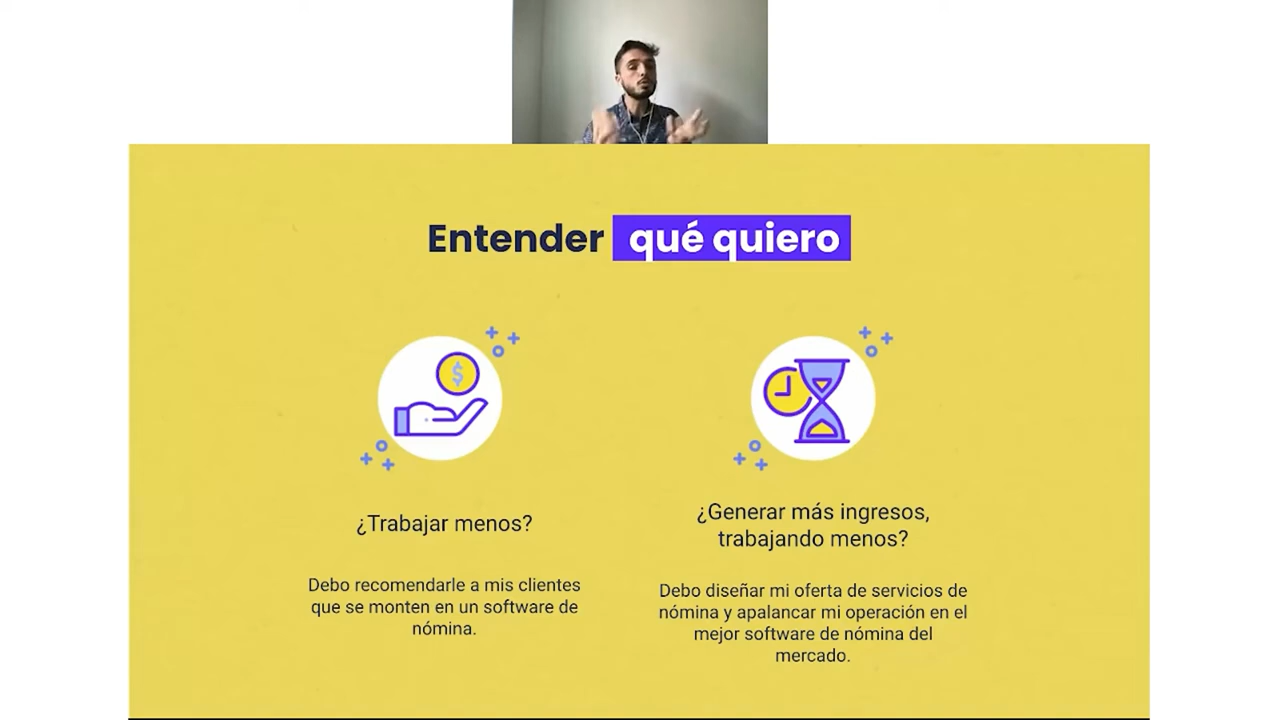 Entender qué quiero
¿Trabajar menos?
Debo recomendarle a mis clientes
que se monten en un software de
nómina.
¿Generar más ingresos,
trabajando menos?
Debo diseñar mi oferta de servicios de
nómina y apalancar mi operación en el
mejor software de nómina del
mercado.